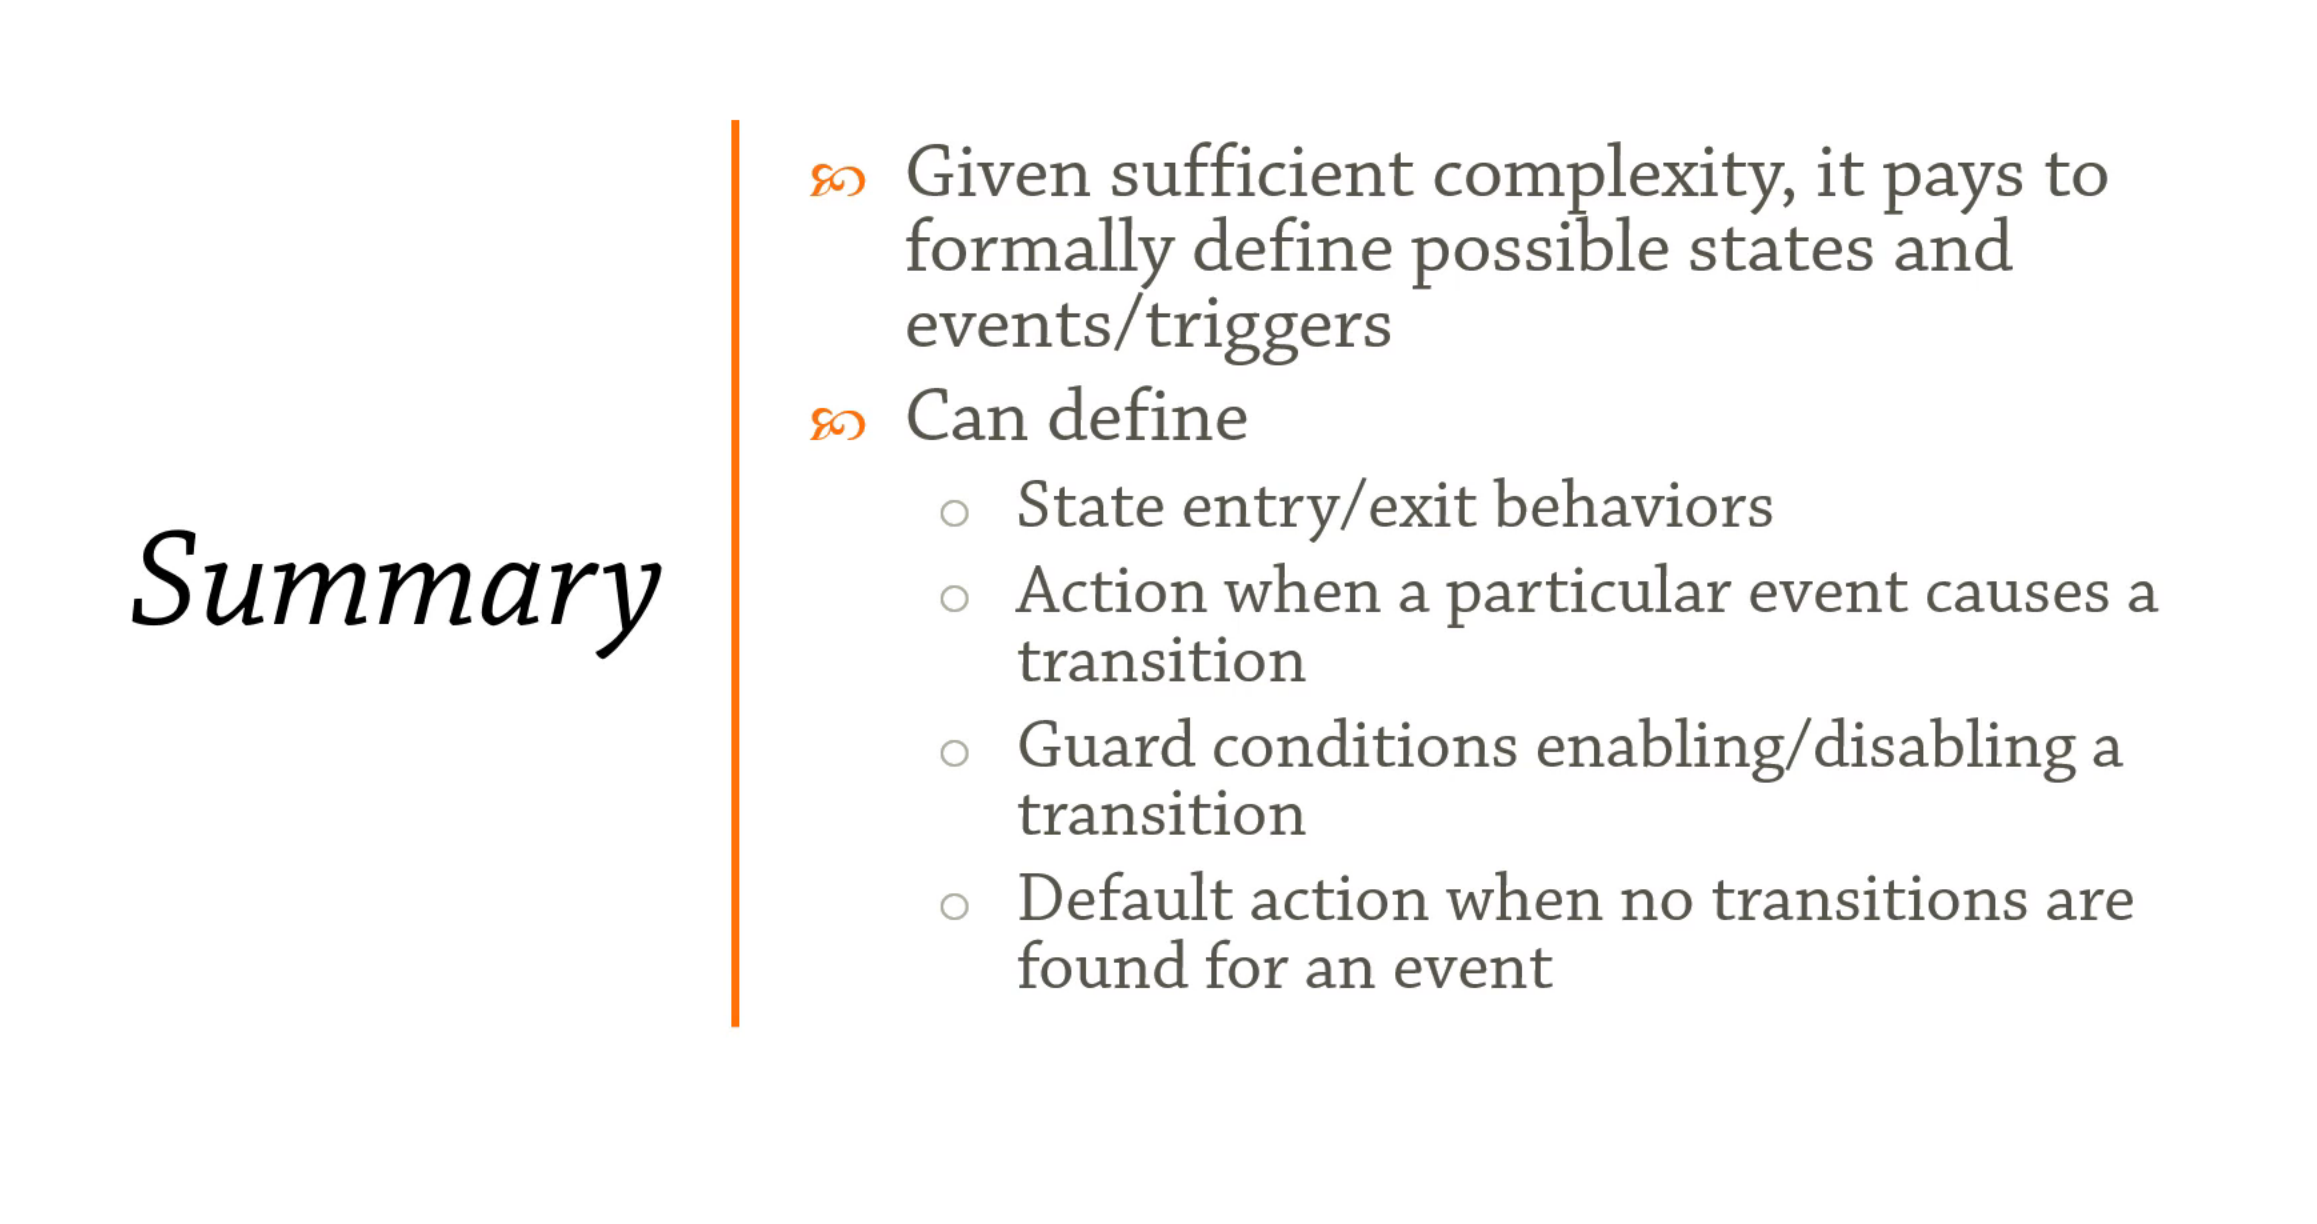 Summary
Given sufficient complexity, it pays to
formally define possible states and
events/triggers
Can define
State entry/exit behaviors
Action when a particular event causes a
transition
Guard conditions enabling/disabling a
transition
Default action when no transitions are
found for an event